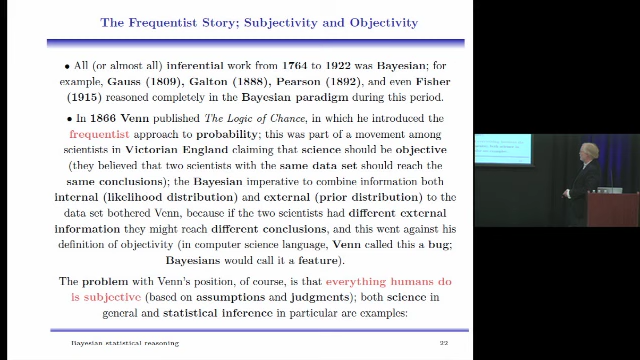 The Frequentist Story; Subjectivity and Objectivity
• All (or almost all) inferential work from 1764 to 1922 was Bayesian; for
example, Gauss (1809), Galton (1888), Pearson (1892), and even Fisher
(1915) reasoned completely in the Bayesian paradigm during this period.
• In 1866 Venn published The Logic of Chance, in which he introduced the
frequentist approach to probability; this was part of a movement among
scientists in Victorian England claiming that science should be objective
(they believed that two scientists with the same data set should reach the
same conclusions); the Bayesian imperative to combine information both
internal (likelihood distribution) and external (prior distribution) to the
data set bothered Venn, because if the two scientists had different external
information they might reach different conclusions, and this went against his
definition of objectivity (in computer science language, Venn called this a bug;
Bayesians would call it a feature).
The problem with Venn's position, of course, is that everything humans do
is subjective (based on assumptions and judgments); both science in
general and statistical inference in particular are examples:
Bayesian statistical reasoning
22